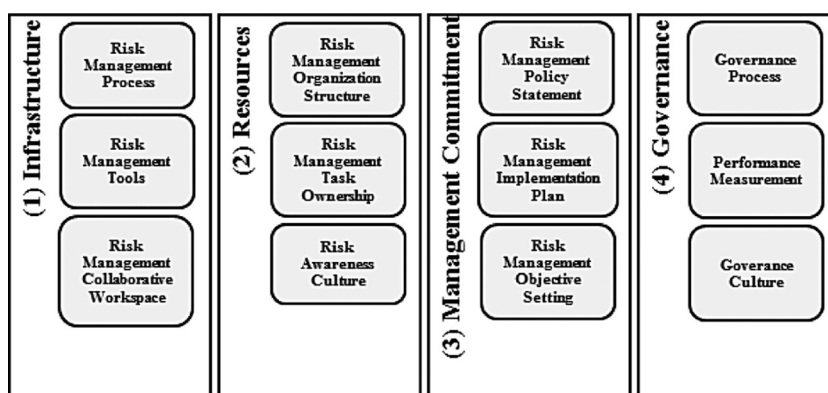 (1) Infrastructure
Risk
Management
Process
Risk
Management
Tools
Risk
Management
Collaborative
Workspace
(2) Resources
Risk
Management
Organization
Structure
Risk
Management
Task
Ownership
Risk
Awareness
Culture
(3) Management Commitment
Risk
Management
Policy
Statement
Risk
Management
Implementation
Plan
Risk
Management
Objective
Setting
(4) Governance
Governance
Process
Performance
Measurement
Goverance
Culture